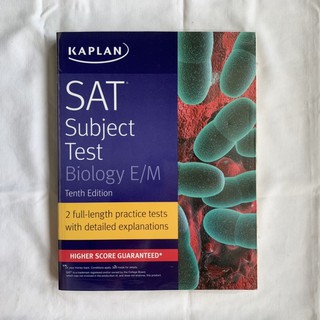 KAPLAN
SAT®
Subject
Test
Biology E/M
Tenth Edition
2 full-length practice tests
with detailed explanations
HIGHER SCORE GUARANTEED*